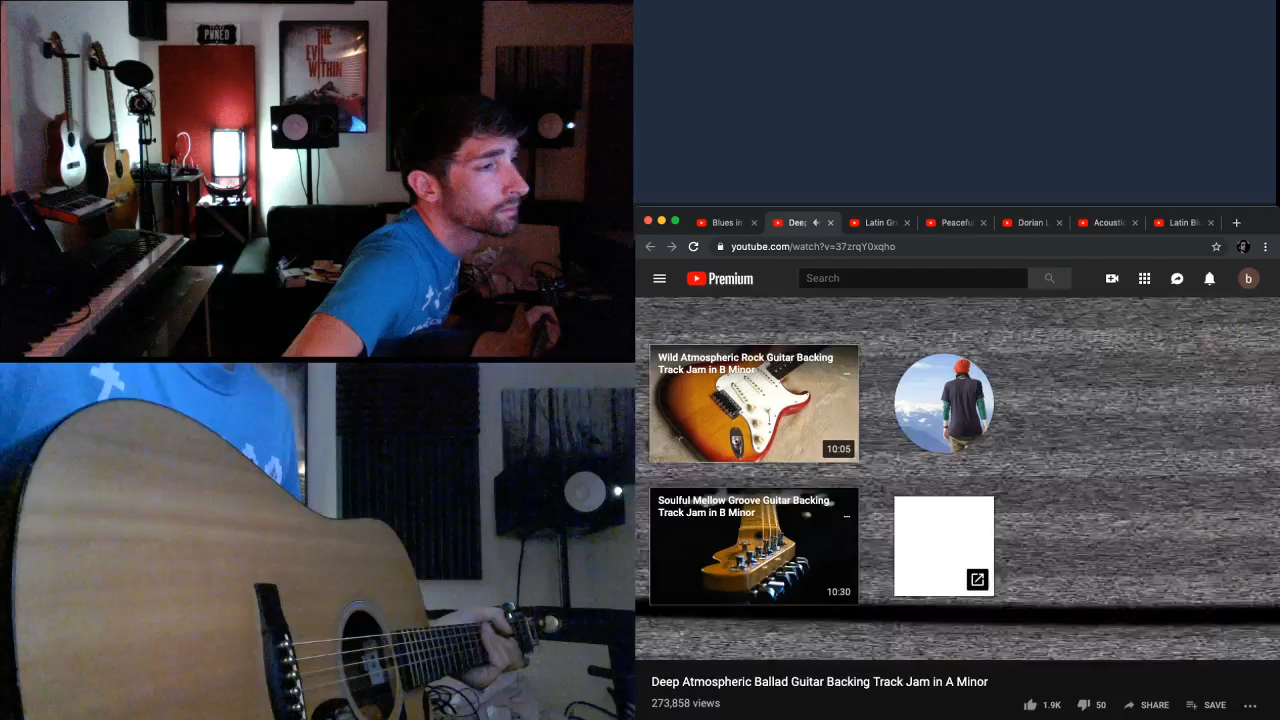 PWNED
THE
EVIL
WITHIN
Blues in
Deep
Latin Gr
Peaceful
Dorian
Acoustic
Latin Bl
youtube.com/watch?v=37zrqY0xqho
Premium
Search
b
Wild Atmospheric Rock Guitar Backing
Track Jam in B Minor
10:05
Soulful Mellow Groove Guitar Backing
Track Jam in B Minor
...
10:30
Deep Atmospheric Ballad Guitar Backing Track Jam in A Minor
273,858 views
1.9K
50
SHARE
SAVE